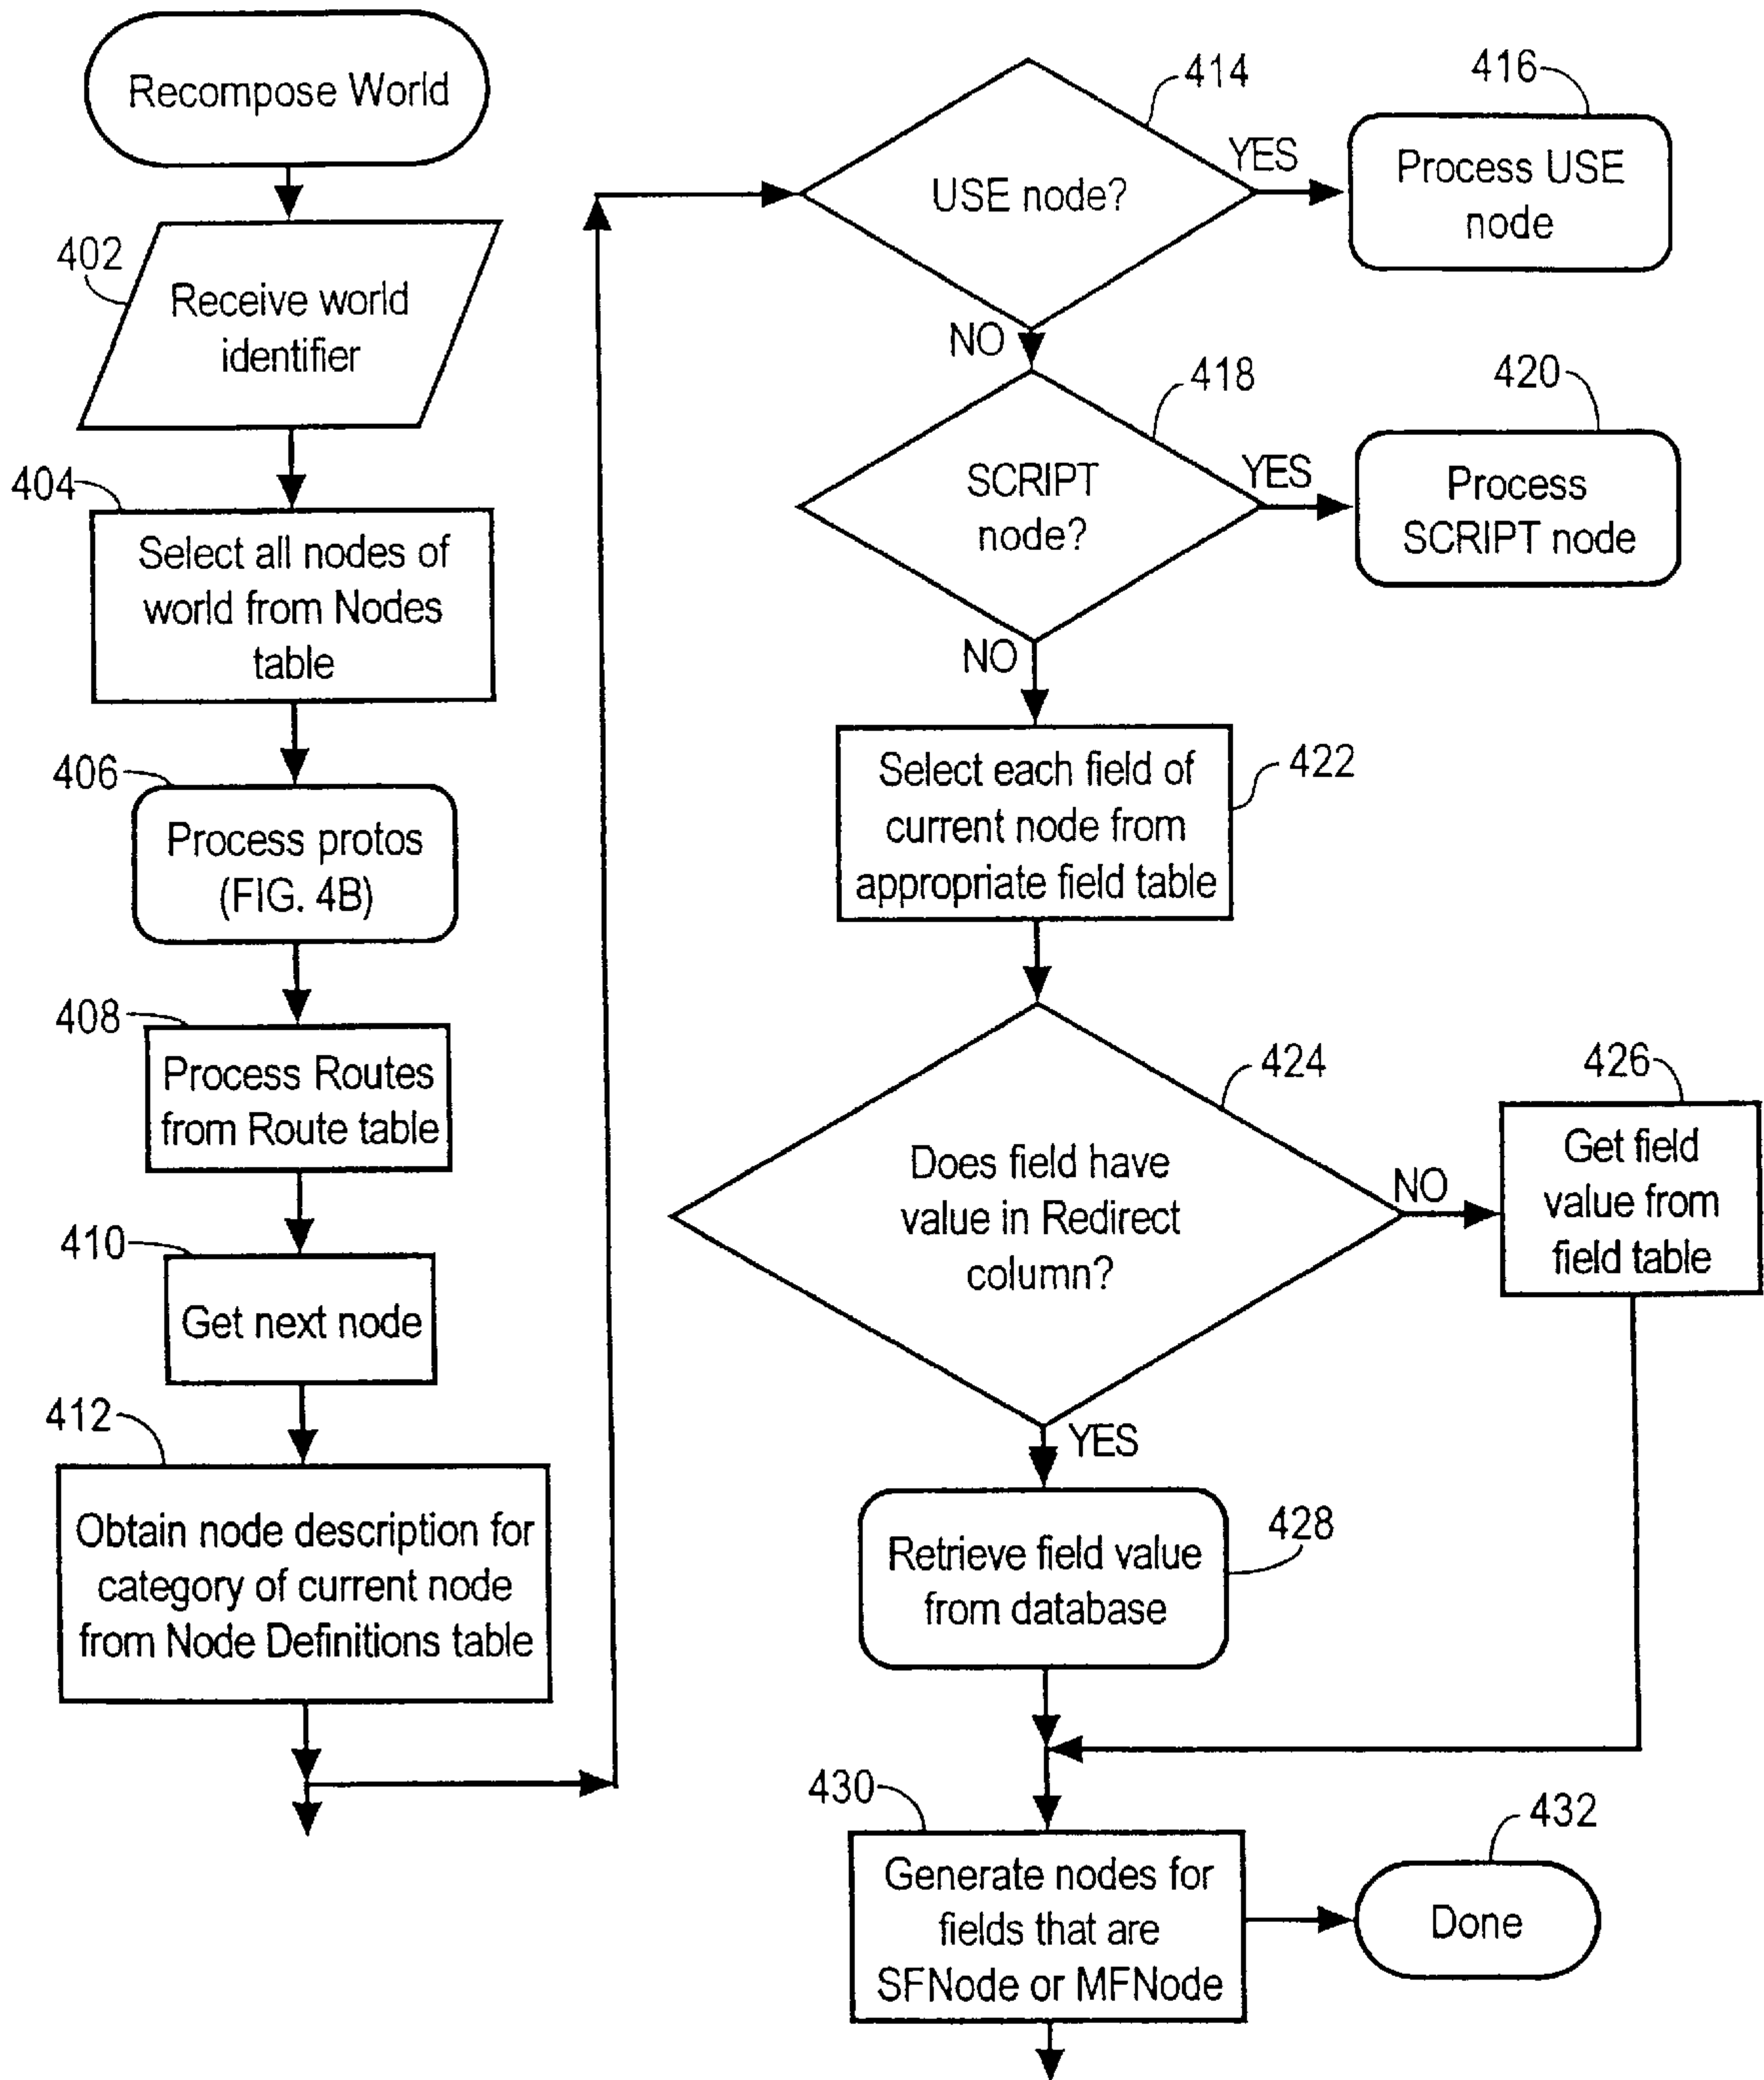 Recompose World
402
Receive world
identifier
404
Select all nodes of
world from Nodes
table
406
Process protos
(FIG. 4B)
408
Process Routes
from Route table
410
Get next node
412
Obtain node description for
category of current node
from Node Definitions table
414
USE node?
YES
416
Process USE
node
NO
418
SCRIPT
node?
YES
420
Process
SCRIPT node
NO
422
Select each field of
current node from
appropriate field table
424
Does field have
value in Redirect
column?
NO
426
Get field
value from
field table
YES
428
Retrieve field value
from database
430
Generate nodes for
fields that are
SFNode or MFNode
432
Done